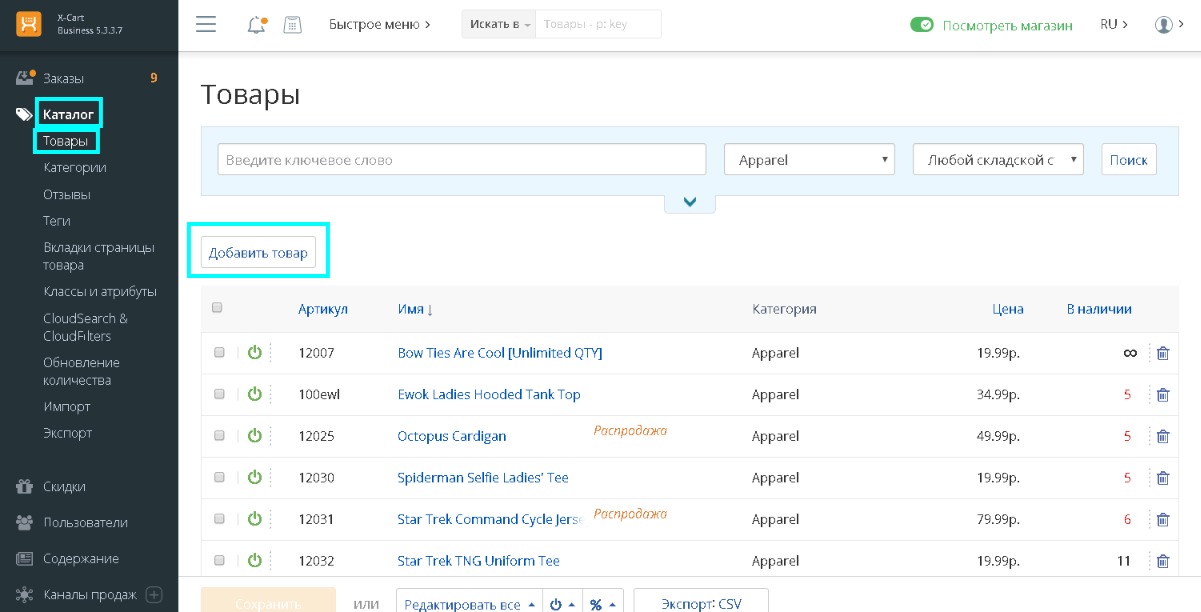 X-Cart
Business 5.3.3.7
Быстрое меню
Искать в
Товары - p: key
Посмотреть магазин
RU
Заказы 9
Каталог
Товары
Категории
Отзывы
Теги
Вкладки страницы
товара
Классы и атрибуты
CloudSearch &
CloudFilters
Обновление
количества
Импорт
Экспорт
Скидки
Пользователи
Содержание
Каналы продаж
Товары
Введите ключевое слово
Apparel
Любой складской с
Поиск
Добавить товар
Артикул Имя ↓ Категория Цена В наличии
12007 Bow Ties Are Cool [Unlimited QTY] Apparel 19.99р. ∞
100ewl Ewok Ladies Hooded Tank Top Apparel 34.99р. 5
12025 Octopus Cardigan Распродажа Apparel 49.99р. 5
12030 Spiderman Selfie Ladies' Tee Apparel 19.99р. 5
12031 Star Trek Command Cycle Jers Распродажа Apparel 79.99р. 6
12032 Star Trek TNG Uniform Tee Apparel 19.99р. 11
Сохранить или Редактировать все % Экспорт: CSV